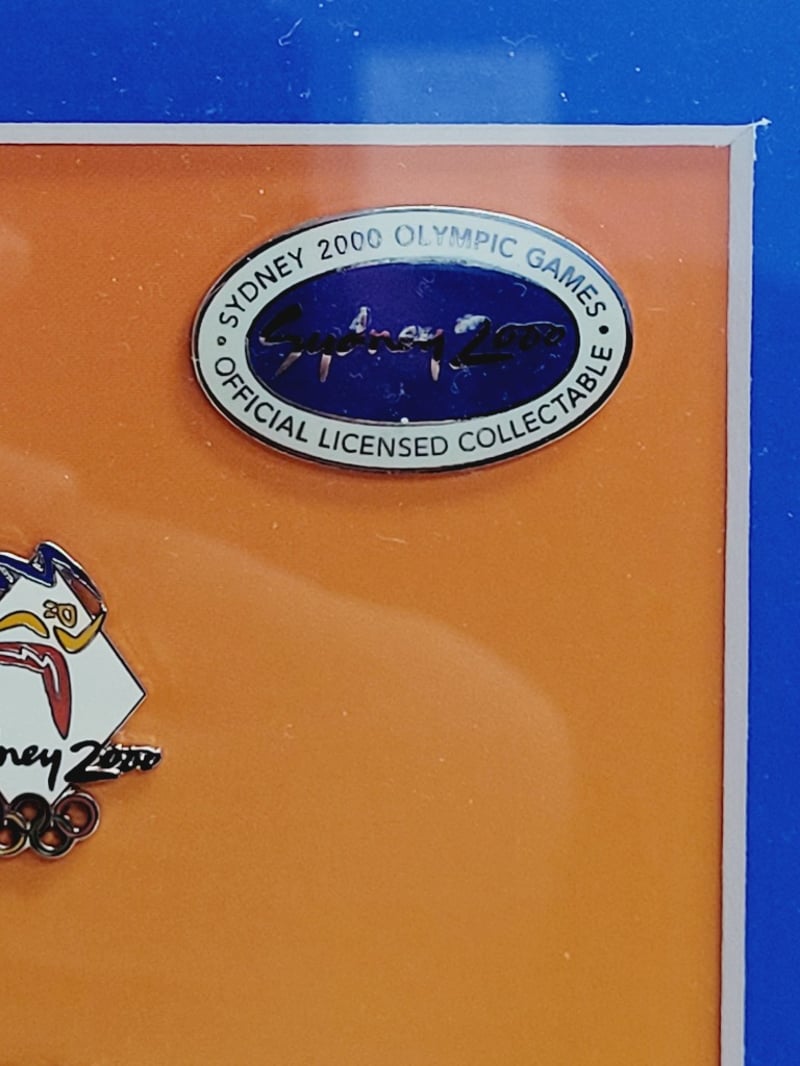 SYDNEY 2000 OLYMPIC GAMES
Sydney 2000
OFFICIAL LICENSED COLLECTABLE
ney 2000